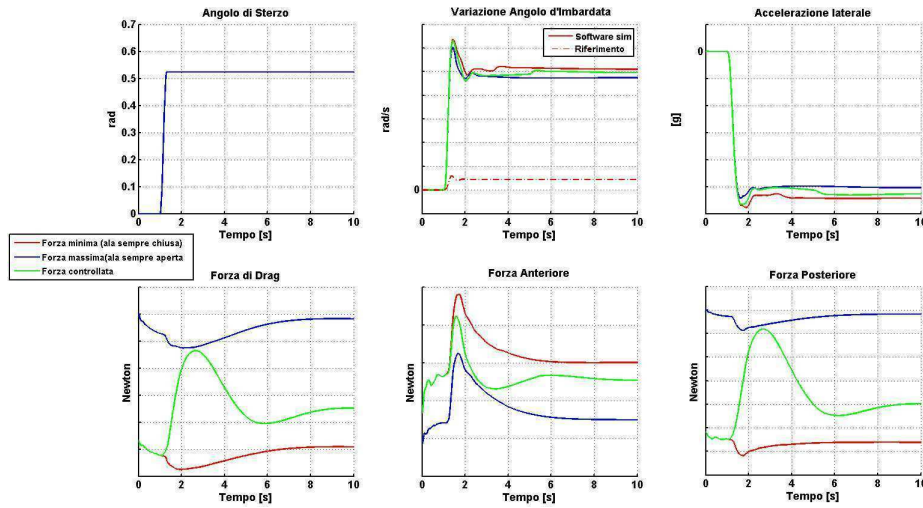 Angolo di Sterzo
0.7
0.6
0.5
0.4
0.3
0.2
0.1
0
rad
0 2 4 6 8 10
Tempo [s]
Variazione Angolo d'Imbardata
Software sim
Riferimento
rad/s
0
0 2 4 6 8 10
Tempo [s]
Accelerazione laterale
0
[g]
0 2 4 6 8 10
Tempo [s]
Forza minima (ala sempre chiusa)
Forza massima(ala sempre aperta
Forza controllata
Forza di Drag
Newton
0 2 4 6 8 10
Tempo [s]
Forza Anteriore
Newton
0 2 4 6 8 10
Tempo [s]
Forza Posteriore
Newton
0 2 4 6 8 10
Tempo [s]